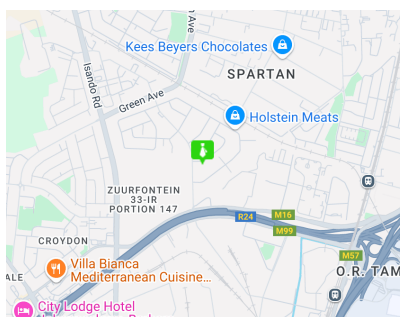 Kees Beyers Chocolates
SPARTAN
Isando Rd
Green Ave
Holstein Meats
ZUURFONTEIN
33-IR
PORTION 147
R24
M16
M99
CROYDON
M57
Villa Bianca
Mediterranean Cuisine...
O.R. TAM
ALE
City Lodge Hotel